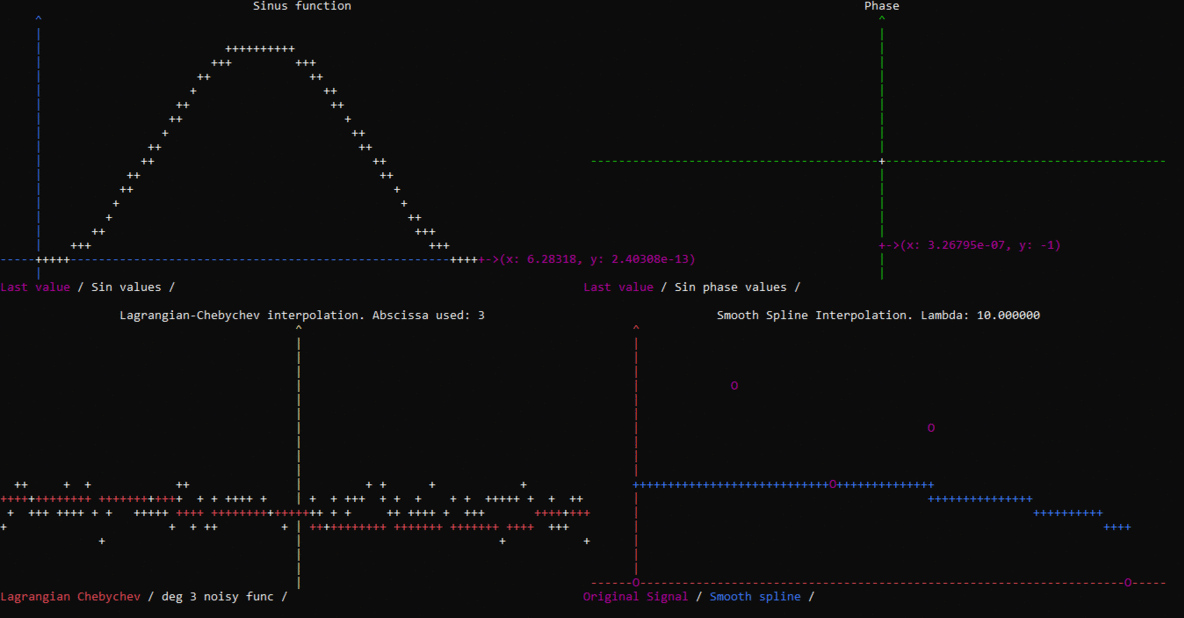 Sinus function
Phase
->(x: 6.28318, y: 2.40308e-13)
->(x: 3.26795e-07, y: -1)
Last value / Sin values /
Last value / Sin phase values /
Lagrangian-Chebychev interpolation. Abscissa used: 3
Smooth Spline Interpolation. Lambda: 10.000000
Lagrangian Chebychev / deg 3 noisy func /
Original Signal / Smooth spline /